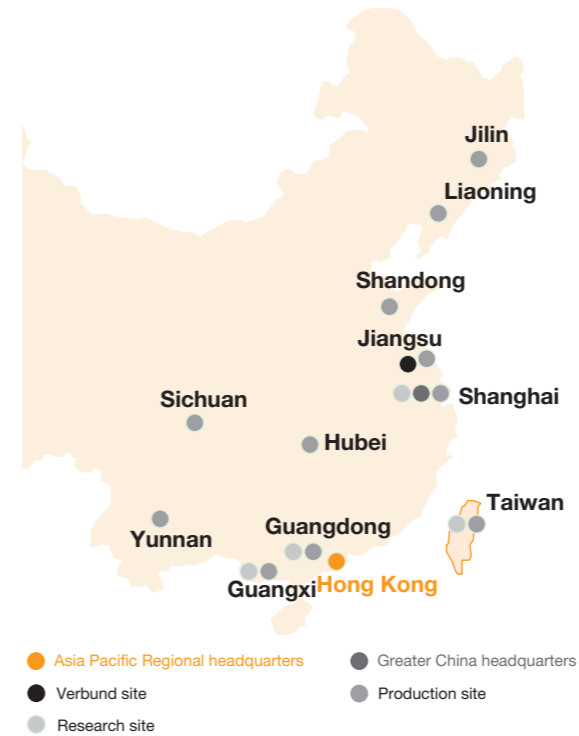 Jilin
Liaoning
Shandong
Jiangsu
Shanghai
Sichuan
Hubei
Taiwan
Yunnan
Guangdong
Guangxi
Hong Kong
Asia Pacific Regional headquarters
Greater China headquarters
Verbund site
Production site
Research site